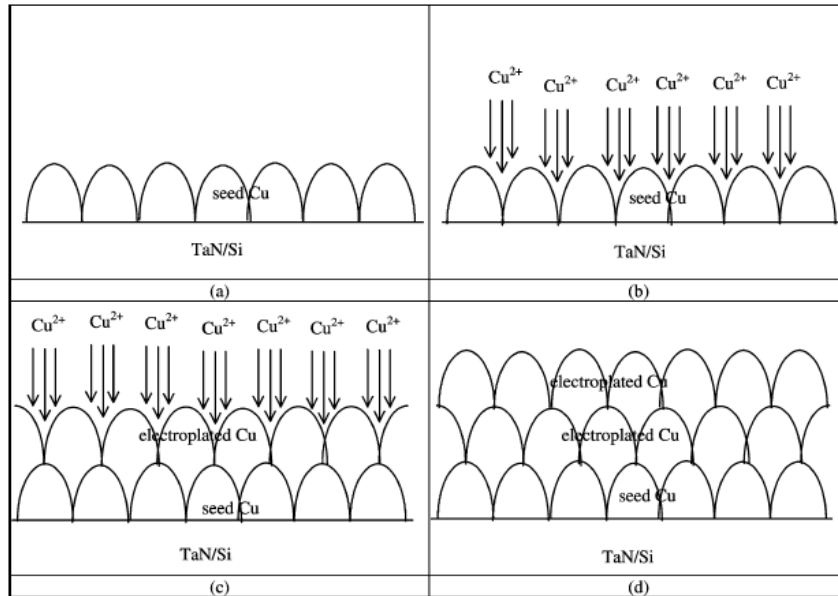 seed Cu
TaN/Si
(a)
Cu²⁺ Cu²⁺ Cu²⁺ Cu²⁺ Cu²⁺ Cu²⁺
seed Cu
TaN/Si
(b)
Cu²⁺ Cu²⁺ Cu²⁺ Cu²⁺ Cu²⁺ Cu²⁺ Cu²⁺
electroplated Cu
seed Cu
TaN/Si
(c)
electroplated Cu
electroplated Cu
seed Cu
TaN/Si
(d)